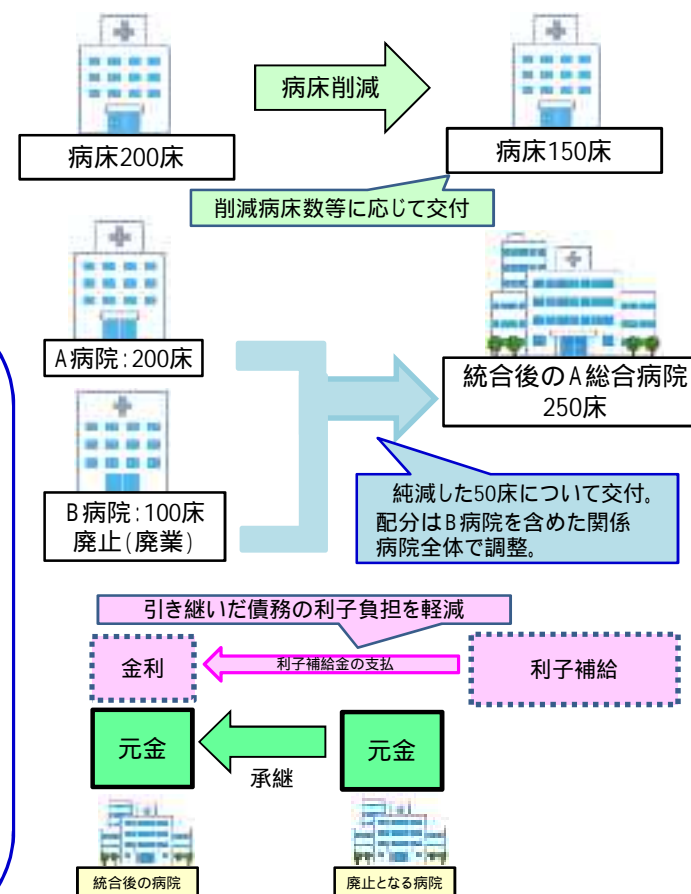 病床削減
病床200床
病床150床
削減病床数等に応じて交付
A病院：200床
統合後のA総合病院
250床
B病院：100床
廃止（廃業）
純減した50床について交付。
配分はB病院を含めた関係
病院全体で調整。
引き継いだ債務の利子負担を軽減
金利
利子補給金の支払
利子補給
元金
承継
元金
統合後の病院
廃止となる病院